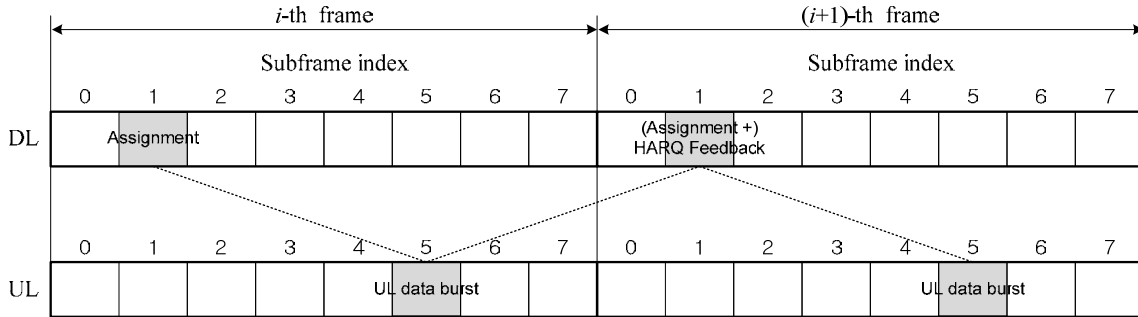 i-th frame
(i+1)-th frame
Subframe index
Subframe index
0 1 2 3 4 5 6 7
0 1 2 3 4 5 6 7
DL
Assignment
(Assignment +)
HARQ Feedback
0 1 2 3 4 5 6 7
0 1 2 3 4 5 6 7
UL
UL data burst
UL data burst